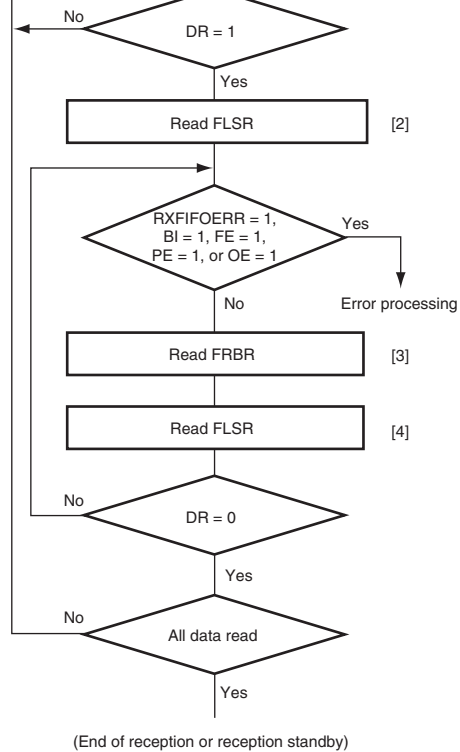 No
DR = 1
Yes
Read FLSR
[2]
RXFIFOERR = 1,
BI = 1, FE = 1,
PE = 1, or OE = 1
Yes
Error processing
No
Read FRBR
[3]
Read FLSR
[4]
No
DR = 0
Yes
No
All data read
Yes
(End of reception or reception standby)